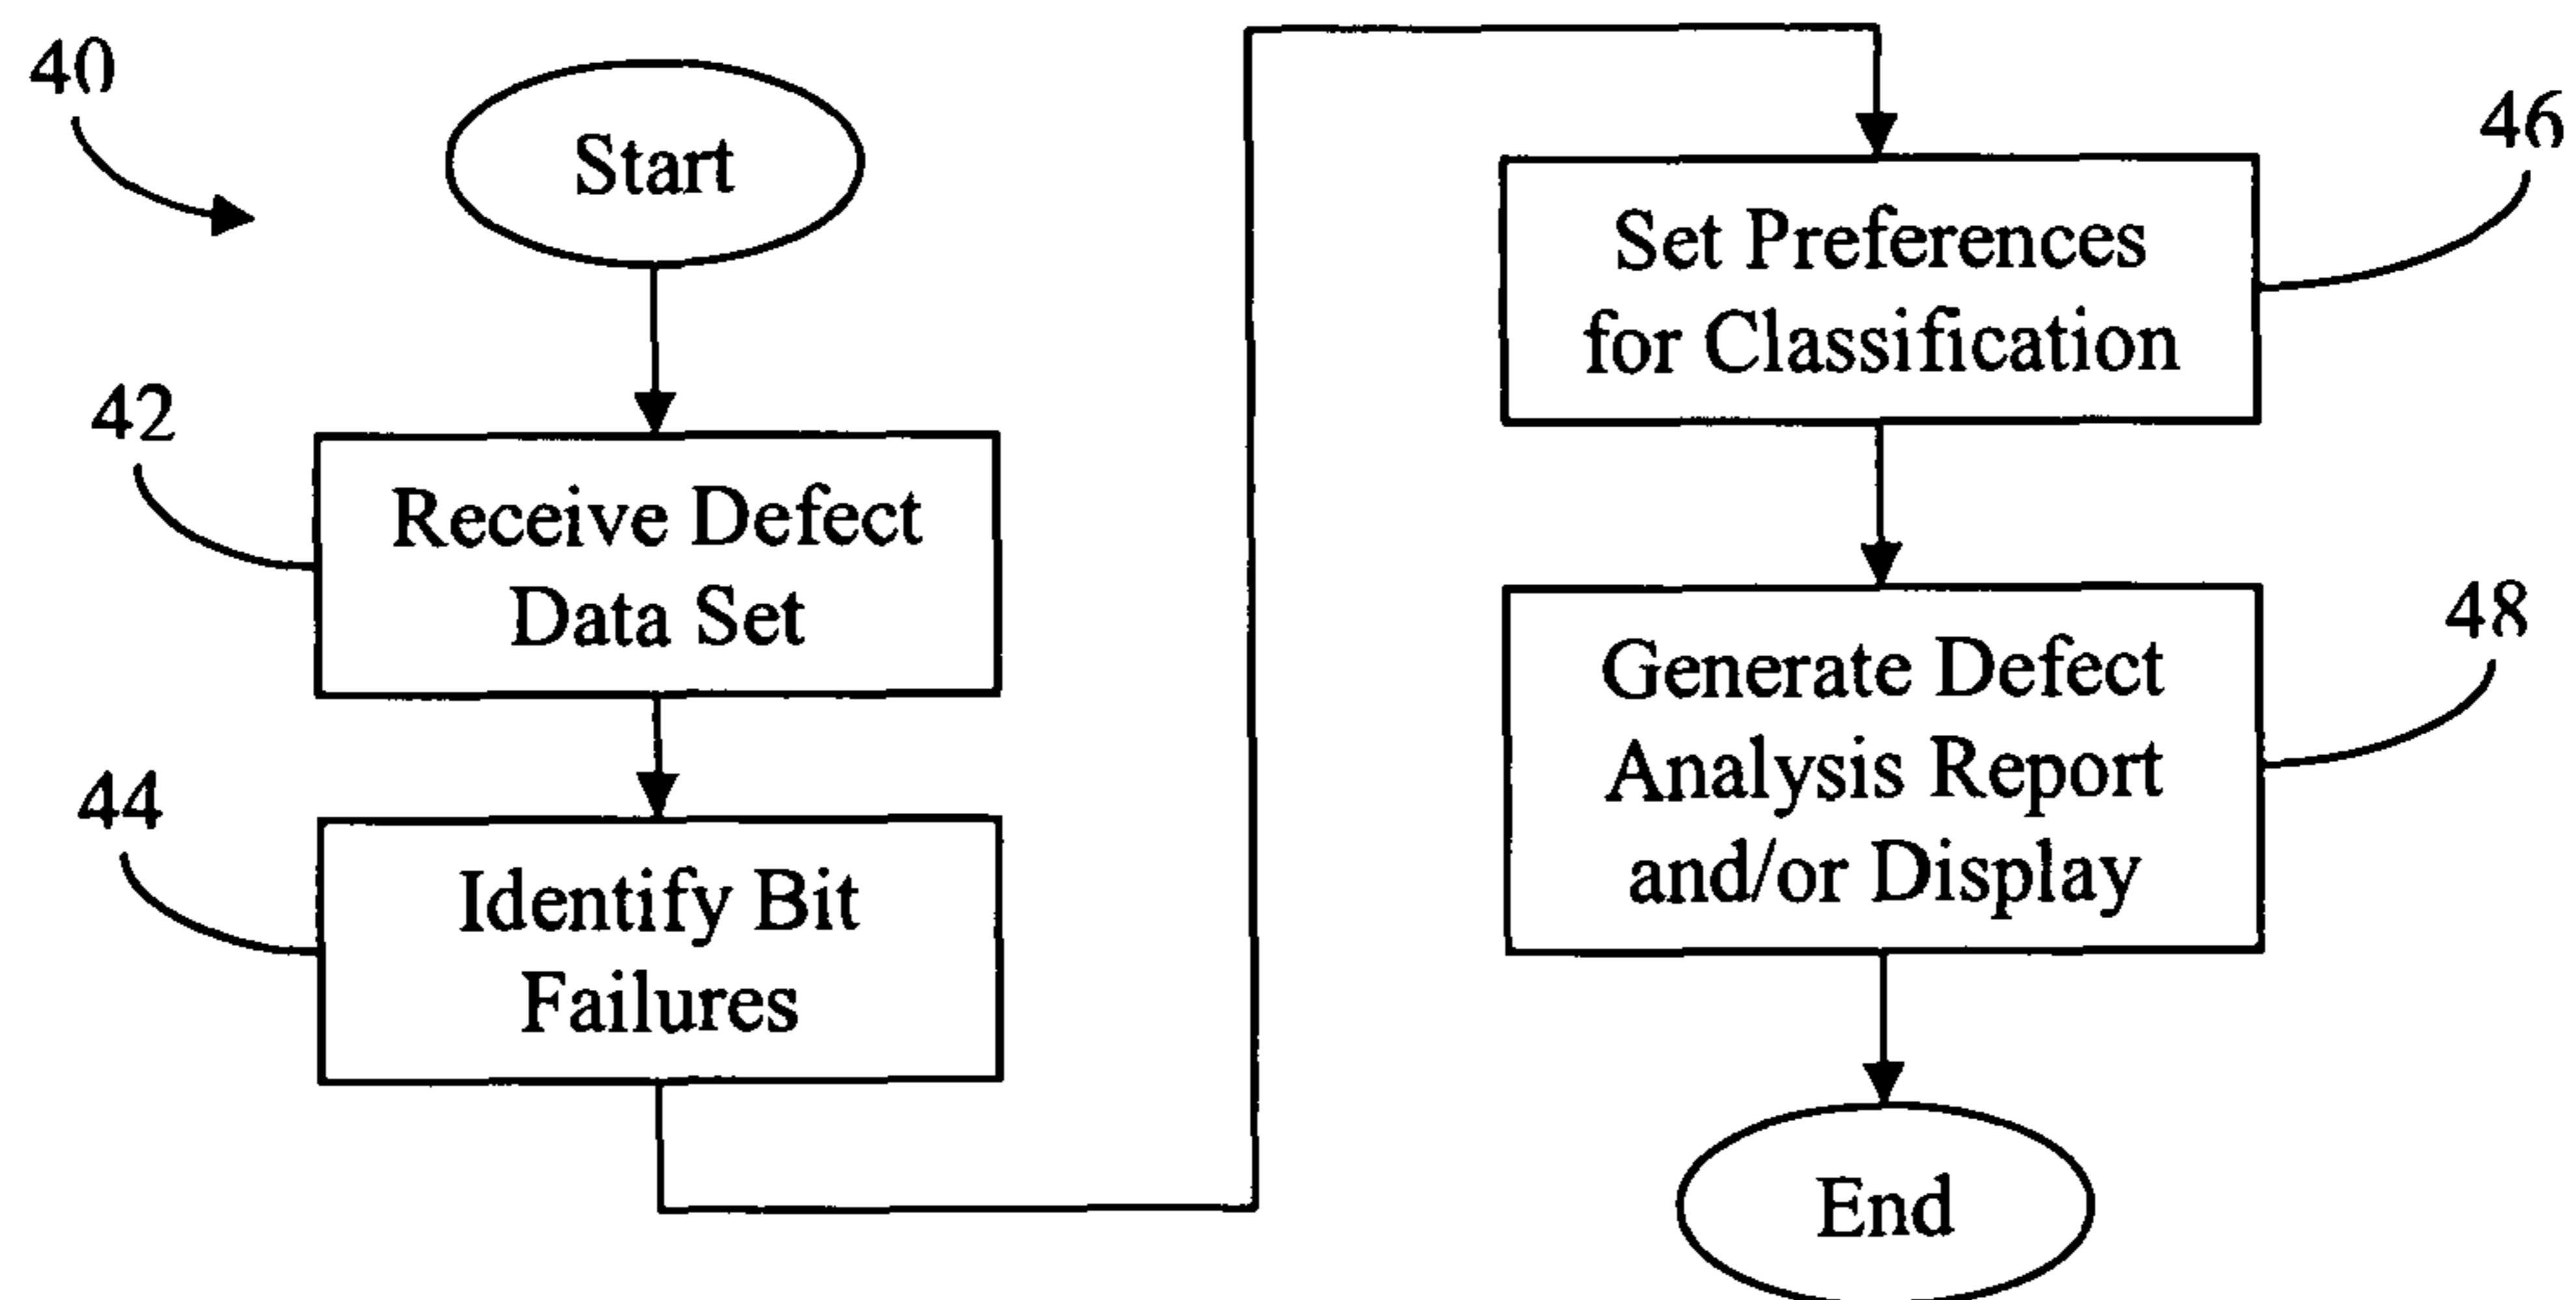 40
Start
42
Receive Defect
Data Set
44
Identify Bit
Failures
46
Set Preferences
for Classification
48
Generate Defect
Analysis Report
and/or Display
End